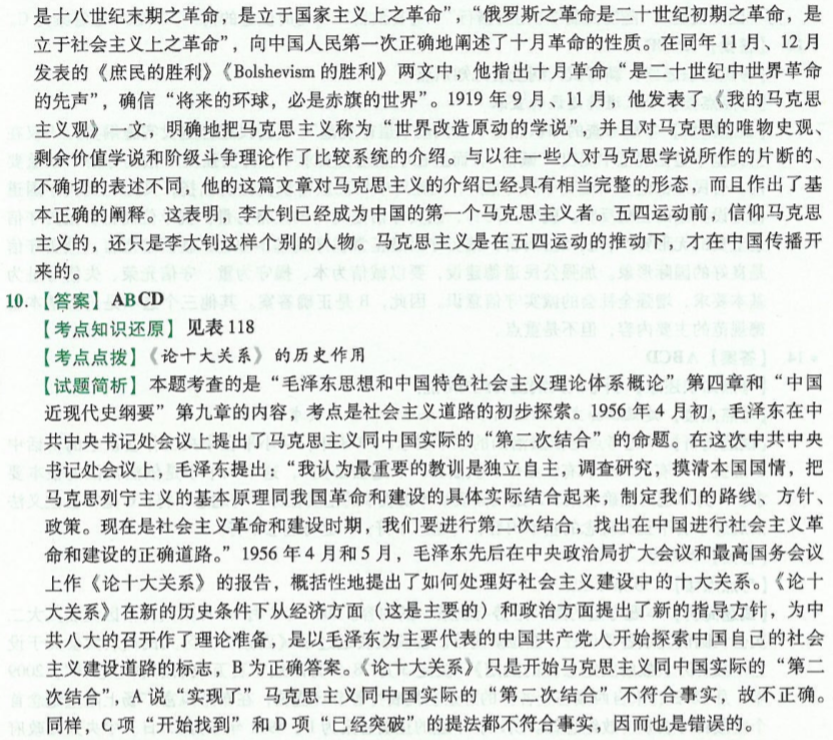 是十八世纪末期之革命，是立于国家主义上之革命”，“俄罗斯之革命是二十世纪初期之革命，是
立于社会主义上之革命”，向中国人民第一次正确地阐述了十月革命的性质。在同年 11 月、12 月
发表的《庶民的胜利》《Bolshevism 的胜利》两文中，他指出十月革命“是二十世纪中世界革命
的先声”，确信“将来的环球，必是赤旗的世界”。1919 年 9 月、11 月，他发表了《我的马克思
主义观》一文，明确地把马克思主义称为“世界改造原动的学说”，并且对马克思的唯物史观、
剩余价值学说和阶级斗争理论作了比较系统的介绍。与以往一些人对马克思学说所作的片断的、
不确切的表述不同，他的这篇文章对马克思主义的介绍已经具有相当完整的形态，而且作出了基
本正确的阐释。这表明，李大钊已经成为中国的第一个马克思主义者。五四运动前，信仰马克思
主义的，还只是李大钊这样个别的人物。马克思主义是在五四运动的推动下，才在中国传播开
来的。
10.【答案】ABCD
【考点知识还原】见表 118
【考点点拨】《论十大关系》的历史作用
【试题简析】本题考查的是“毛泽东思想和中国特色社会主义理论体系概论”第四章和“中国
近现代史纲要”第九章的内容，考点是社会主义道路的初步探索。1956 年 4 月初，毛泽东在中
共中央书记处会议上提出了马克思主义同中国实际的“第二次结合”的命题。在这次中共中央
书记处会议上，毛泽东提出：“我认为最重要的教训是独立自主，调查研究，摸清本国国情，把
马克思列宁主义的基本原理同我国革命和建设的具体实际结合起来，制定我们的路线、方针、
政策。现在是社会主义革命和建设时期，我们要进行第二次结合，找出在中国进行社会主义革
命和建设的正确道路。”1956 年 4 月和 5 月，毛泽东先后在中央政治局扩大会议和最高国务会议
上作《论十大关系》的报告，概括性地提出了如何处理好社会主义建设中的十大关系。《论十
大关系》在新的历史条件下从经济方面（这是主要的）和政治方面提出了新的指导方针，为中
共八大的召开作了理论准备，是以毛泽东为主要代表的中国共产党人开始探索中国自己的社会
主义建设道路的标志，B 为正确答案。《论十大关系》只是开始马克思主义同中国实际的“第二
次结合”，A 说“实现了”马克思主义同中国实际的“第二次结合”不符合事实，故不正确。
同样，C 项“开始找到”和 D 项“已经突破”的提法都不符合事实，因而也是错误的。